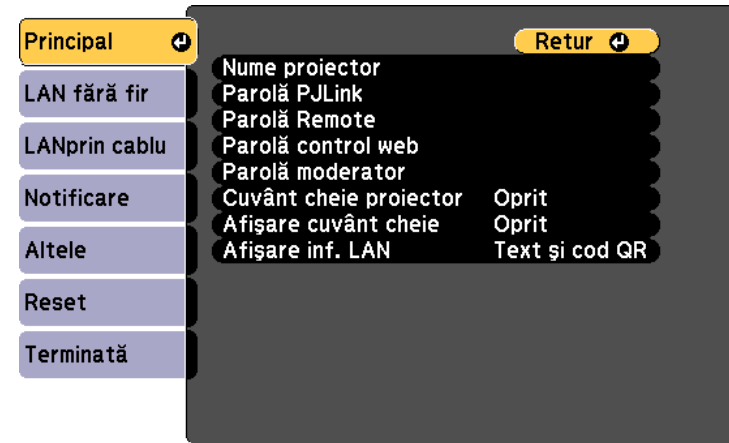 Principal
LAN fără fir
LANprin cablu
Notificare
Altele
Reset
Terminată
Retur
Nume proiector
Parolă PJLink
Parolă Remote
Parolă control web
Parolă moderator
Cuvânt cheie proiector Oprit
Afişare cuvânt cheie Oprit
Afişare inf. LAN Text şi cod QR